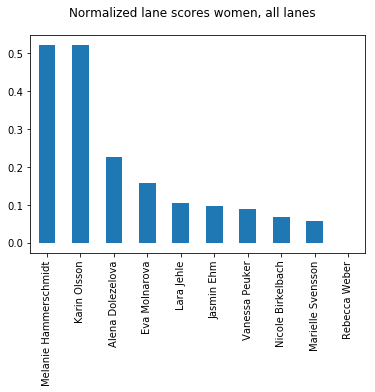 Normalized lane scores women, all lanes
0.5
0.4
0.3
0.2
0.1
0.0
Melanie Hammerschmidt
Karin Olsson
Alena Dolezelova
Eva Molnarova
Lara Jehle
Jasmin Ehm
Vanessa Peuker
Nicole Birkelbach
Marielle Svensson
Rebecca Weber